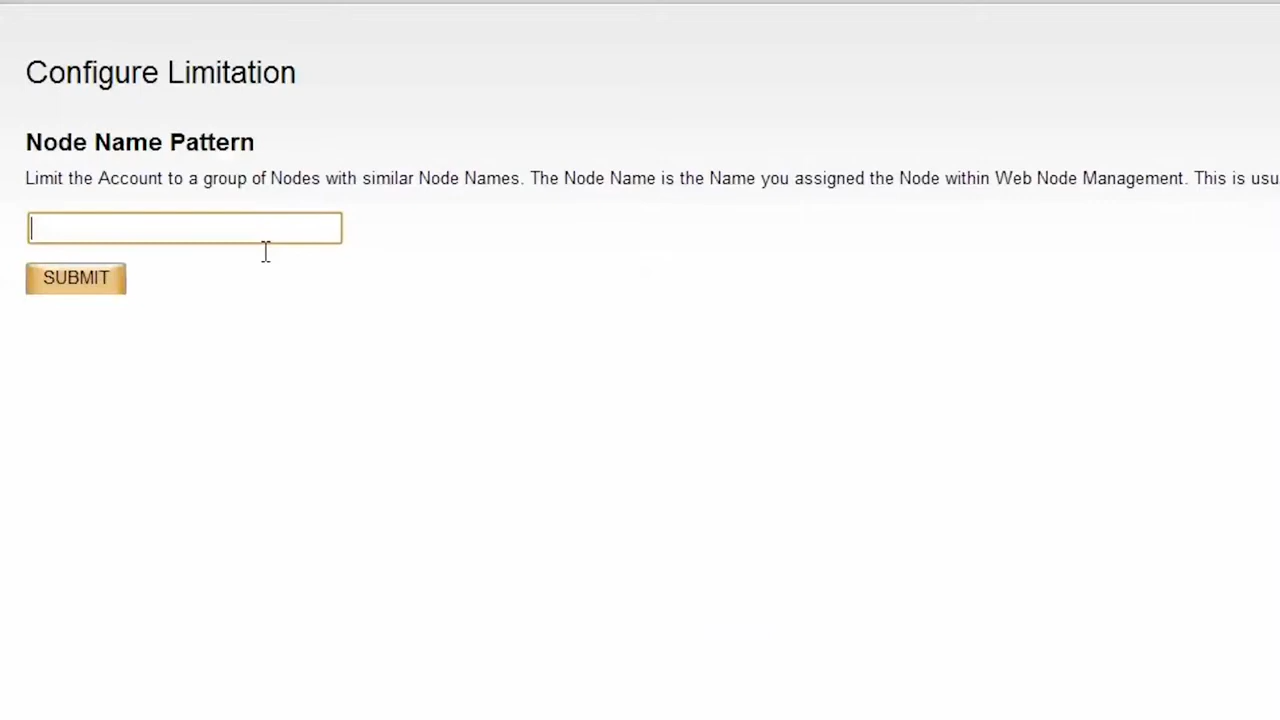 Configure Limitation
Node Name Pattern
Limit the Account to a group of Nodes with similar Node Names. The Node Name is the Name you assigned the Node within Web Node Management. This is usu
SUBMIT